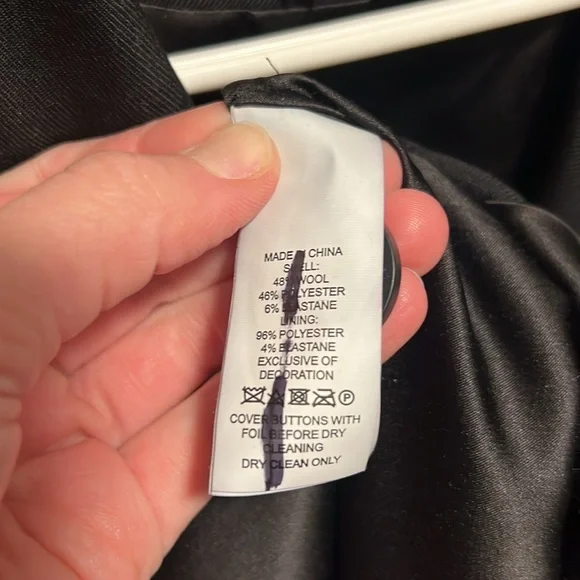 MADE IN CHINA
SHELL:
48% WOOL
46% POLYESTER
6% ELASTANE
LINING:
96% POLYESTER
4% ELASTANE
EXCLUSIVE OF
DECORATION
P
COVER BUTTONS WITH
FOIL BEFORE DRY
CLEANING
DRY CLEAN ONLY